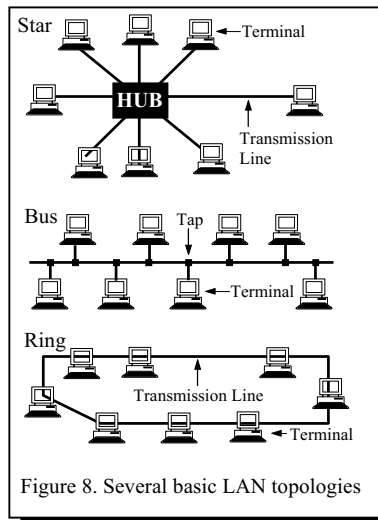 Star
Terminal
HUB
Transmission
Line
Bus
Tap
Terminal
Ring
Transmission Line
Terminal
Figure 8. Several basic LAN topologies